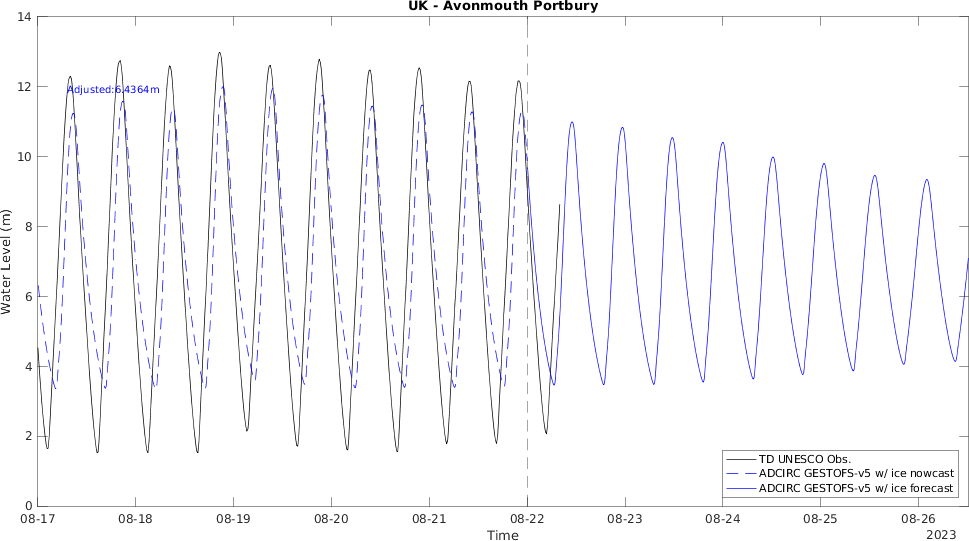 UK - Avonmouth Portbury
14
12
10
8
6
4
2
0
Water Level (m)
Adjusted:6.4364m
TD UNESCO Obs.
ADCIRC GESTOFS-v5 w/ ice nowcast
ADCIRC GESTOFS-v5 w/ ice forecast
08-17 08-18 08-19 08-20 08-21 08-22 08-23 08-24 08-25 08-26
Time
2023